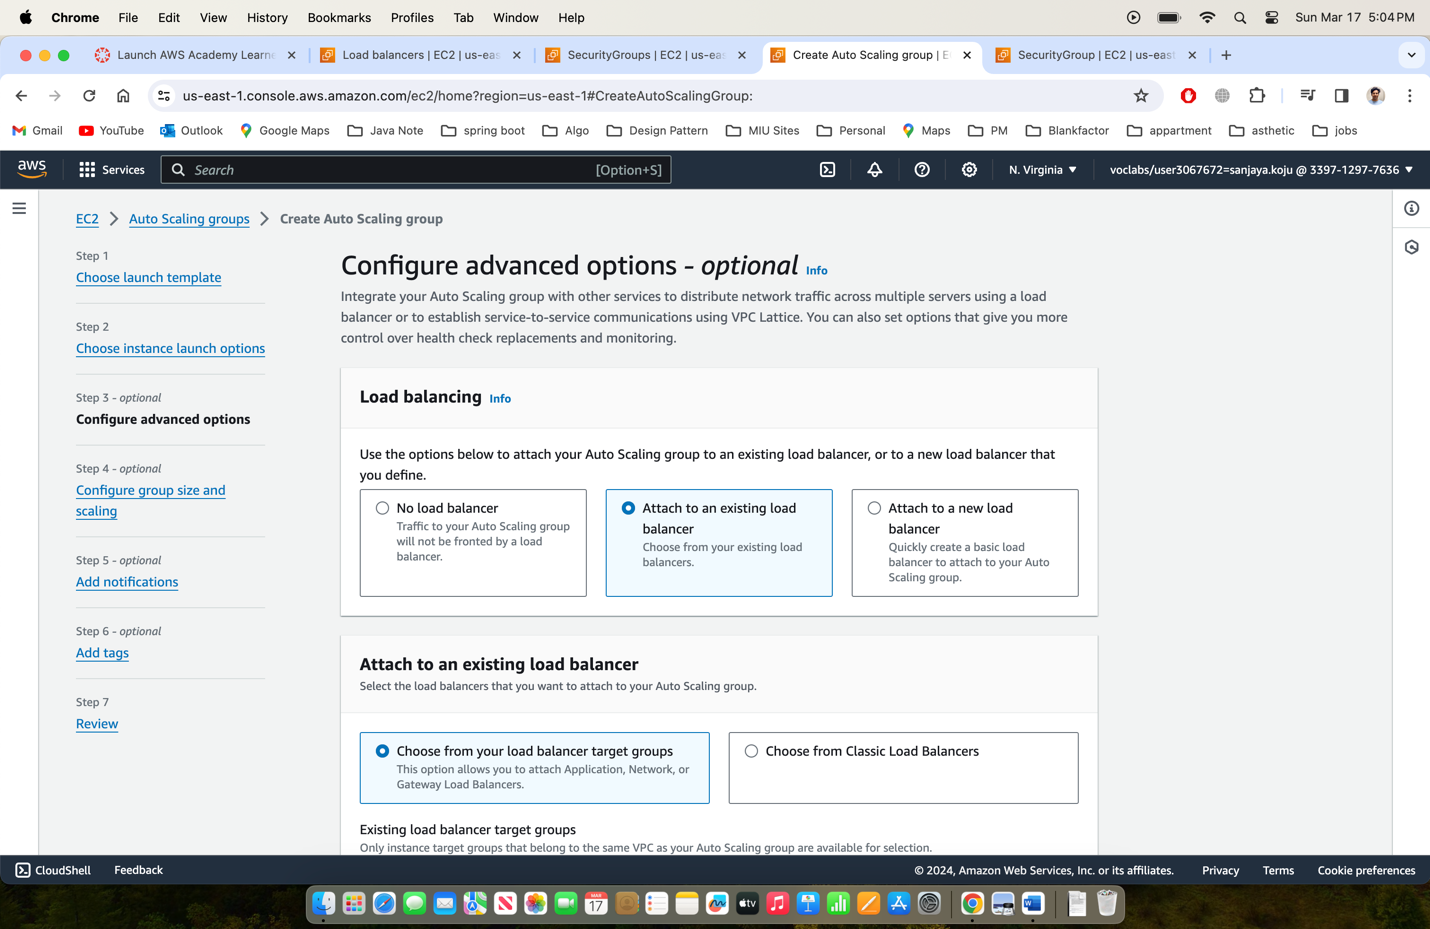 Chrome File Edit View History Bookmarks Profiles Tab Window Help Sun Mar 17 5:04 PM
Launch AWS Academy Learne Load balancers | EC2 | us-eas SecurityGroups | EC2 | us-eas Create Auto Scaling group | E SecurityGroup | EC2 | us-east
us-east-1.console.aws.amazon.com/ec2/home?region=us-east-1#CreateAutoScalingGroup:
Gmail YouTube Outlook Google Maps Java Note spring boot Algo Design Pattern MIU Sites Personal Maps PM Blankfactor appartment asthetic jobs
aws Services Search [Option+S] N. Virginia voclabs/user3067672=sanjaya.koju @ 3397-1297-7636
EC2 Auto Scaling groups Create Auto Scaling group
Step 1
Choose launch template
Step 2
Choose instance launch options
Step 3 - optional
Configure advanced options
Step 4 - optional
Configure group size and
scaling
Step 5 - optional
Add notifications
Step 6 - optional
Add tags
Step 7
Review
Configure advanced options - optional Info
Integrate your Auto Scaling group with other services to distribute network traffic across multiple servers using a load
balancer or to establish service-to-service communications using VPC Lattice. You can also set options that give you more
control over health check replacements and monitoring.
Load balancing Info
Use the options below to attach your Auto Scaling group to an existing load balancer, or to a new load balancer that
you define.
No load balancer
Traffic to your Auto Scaling group
will not be fronted by a load
balancer.
Attach to an existing load
balancer
Choose from your existing load
balancers.
Attach to a new load
balancer
Quickly create a basic load
balancer to attach to your Auto
Scaling group.
Attach to an existing load balancer
Select the load balancers that you want to attach to your Auto Scaling group.
Choose from your load balancer target groups
This option allows you to attach Application, Network, or
Gateway Load Balancers.
Choose from Classic Load Balancers
Existing load balancer target groups
Only instance target groups that belong to the same VPC as your Auto Scaling group are available for selection.
CloudShell Feedback © 2024, Amazon Web Services, Inc. or its affiliates. Privacy Terms Cookie preferences
MAR
17
tv
W